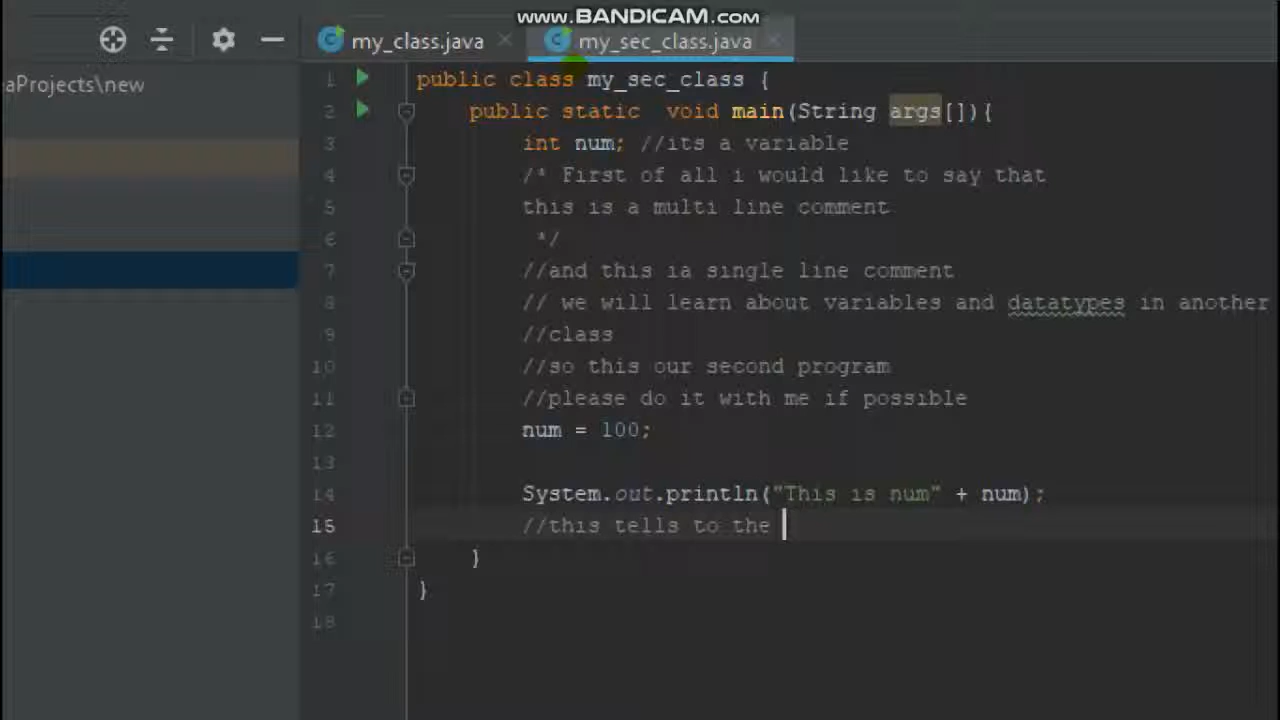 www.BANDICAM.com
my_class.java
my_sec_class.java
aProjects\new
1 public class my_sec_class {
2 public static  void main(String args[]){
3 int num; //its a variable
4 /* First of all i would like to say that
5 this is a multi line comment
6 */
7 //and this ia single line comment
8 // we will learn about variables and datatypes in another
9 //class
10 //so this our second program
11 //please do it with me if possible
12 num = 100;
13
14 System.out.println("This is num" + num);
15 //this tells to the
16 }
17 }
18